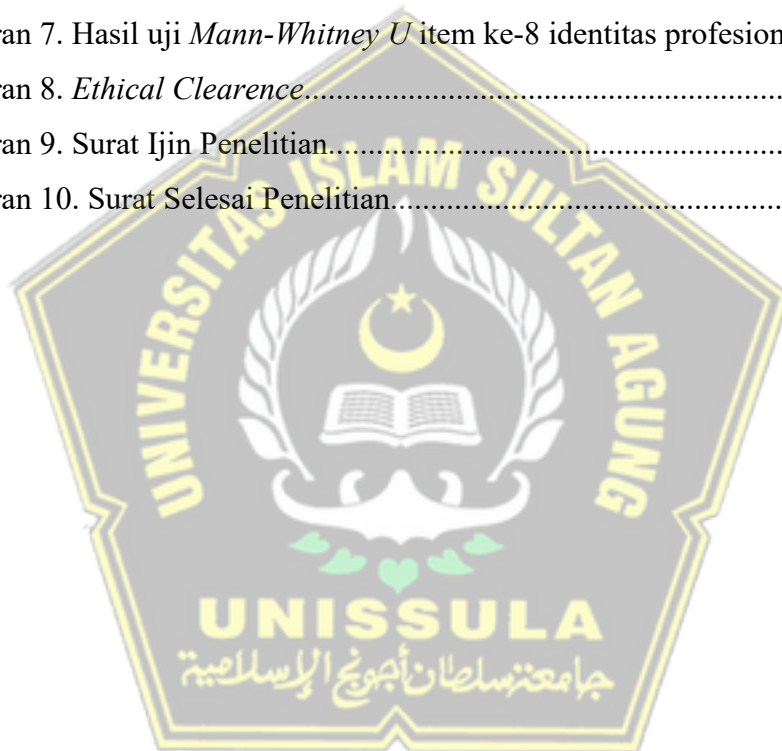 ran 7. Hasil uji Mann-Whitney U item ke-8 identitas profesion
ran 8. Ethical Clearence....................................................................
ran 9. Surat Ijin Penelitian.................................................................
ran 10. Surat Selesai Penelitian.........................................................
UNIVERSITAS ISLAM SULTAN AGUNG
UNISSULA
جامعة سلطان أجونج الإسلامية